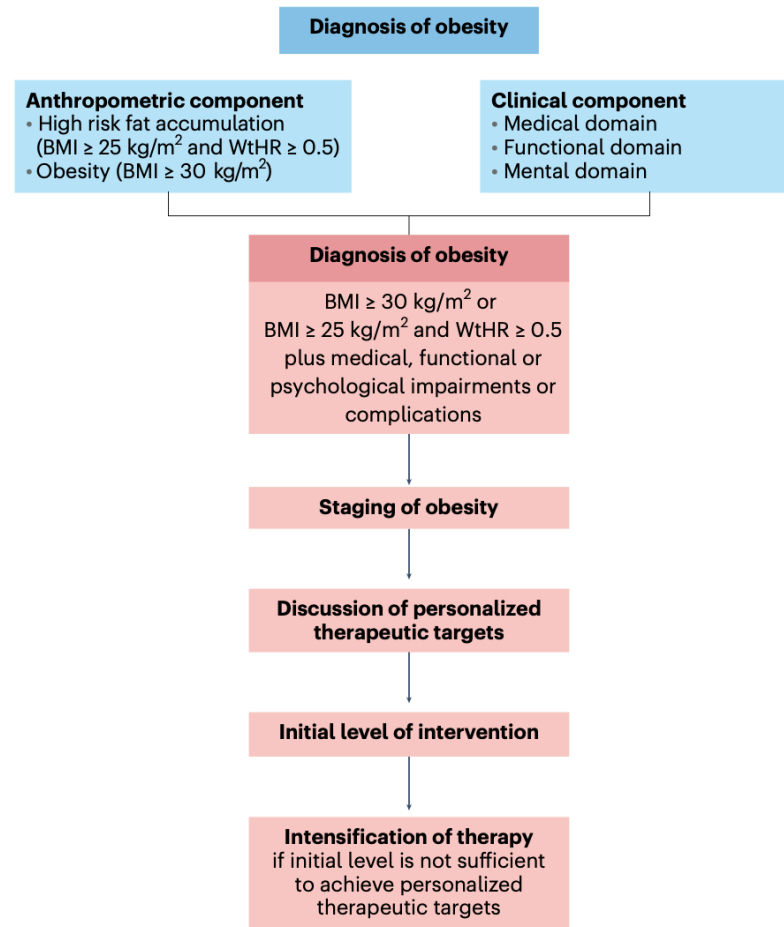 Diagnosis of obesity
Anthropometric component
• High risk fat accumulation
(BMI ≥ 25 kg/m² and WtHR ≥ 0.5)
• Obesity (BMI ≥ 30 kg/m²)
Clinical component
• Medical domain
• Functional domain
• Mental domain
Diagnosis of obesity
BMI ≥ 30 kg/m² or
BMI ≥ 25 kg/m² and WtHR ≥ 0.5
plus medical, functional or
psychological impairments or
complications
Staging of obesity
Discussion of personalized
therapeutic targets
Initial level of intervention
Intensification of therapy
if initial level is not sufficient
to achieve personalized
therapeutic targets